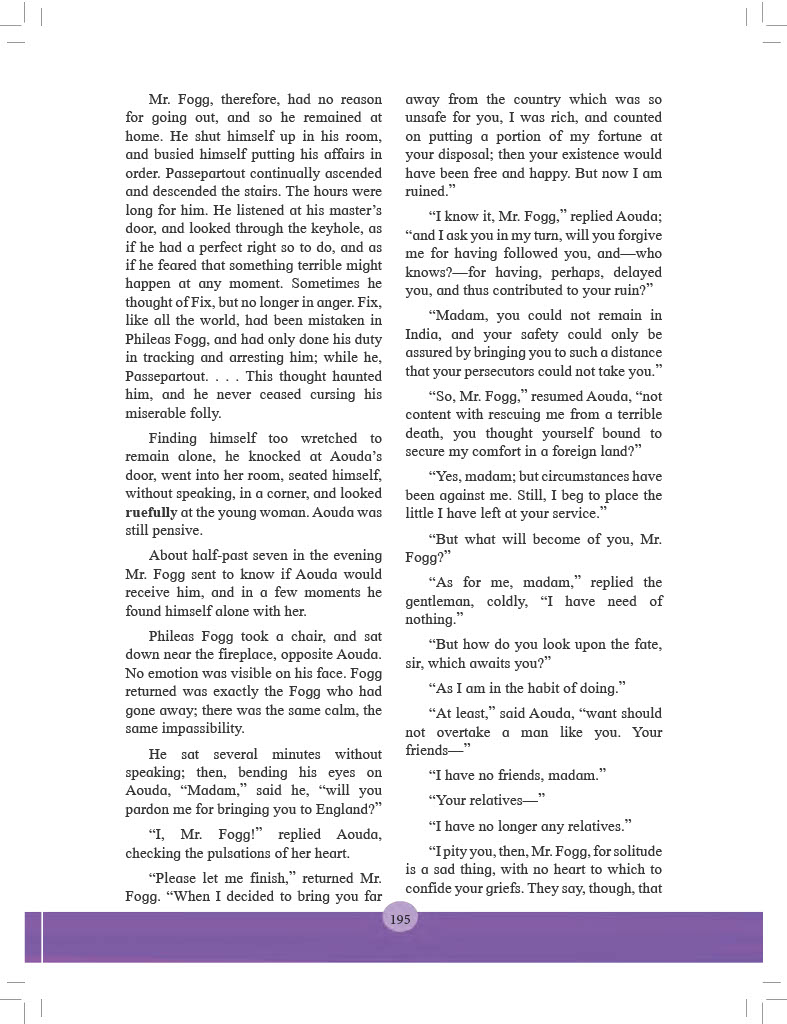 Mr. Fogg, therefore, had no reason
for going out, and so he remained at
home. He shut himself up in his room,
and busied himself putting his affairs in
order. Passepartout continually ascended
and descended the stairs. The hours were
long for him. He listened at his master’s
door, and looked through the keyhole, as
if he had a perfect right so to do, and as
if he feared that something terrible might
happen at any moment. Sometimes he
thought of Fix, but no longer in anger. Fix,
like all the world, had been mistaken in
Phileas Fogg, and had only done his duty
in tracking and arresting him; while he,
Passepartout. . . . This thought haunted
him, and he never ceased cursing his
miserable folly.
Finding himself too wretched to
remain alone, he knocked at Aouda’s
door, went into her room, seated himself,
without speaking, in a corner, and looked
ruefully at the young woman. Aouda was
still pensive.
About half-past seven in the evening
Mr. Fogg sent to know if Aouda would
receive him, and in a few moments he
found himself alone with her.
Phileas Fogg took a chair, and sat
down near the fireplace, opposite Aouda.
No emotion was visible on his face. Fogg
returned was exactly the Fogg who had
gone away; there was the same calm, the
same impassibility.
He sat several minutes without
speaking; then, bending his eyes on
Aouda, “Madam,” said he, “will you
pardon me for bringing you to England?”
“I, Mr. Fogg!” replied Aouda,
checking the pulsations of her heart.
“Please let me finish,” returned Mr.
Fogg. “When I decided to bring you far
away from the country which was so
unsafe for you, I was rich, and counted
on putting a portion of my fortune at
your disposal; then your existence would
have been free and happy. But now I am
ruined.”
“I know it, Mr. Fogg,” replied Aouda;
“and I ask you in my turn, will you forgive
me for having followed you, and—who
knows?—for having, perhaps, delayed
you, and thus contributed to your ruin?”
“Madam, you could not remain in
India, and your safety could only be
assured by bringing you to such a distance
that your persecutors could not take you.”
“So, Mr. Fogg,” resumed Aouda, “not
content with rescuing me from a terrible
death, you thought yourself bound to
secure my comfort in a foreign land?”
“Yes, madam; but circumstances have
been against me. Still, I beg to place the
little I have left at your service.”
“But what will become of you, Mr.
Fogg?”
“As for me, madam,” replied the
gentleman, coldly, “I have need of
nothing.”
“But how do you look upon the fate,
sir, which awaits you?”
“As I am in the habit of doing.”
“At least,” said Aouda, “want should
not overtake a man like you. Your
friends—”
“I have no friends, madam.”
“Your relatives—”
“I have no longer any relatives.”
“I pity you, then, Mr. Fogg, for solitude
is a sad thing, with no heart to which to
confide your griefs. They say, though, that
195